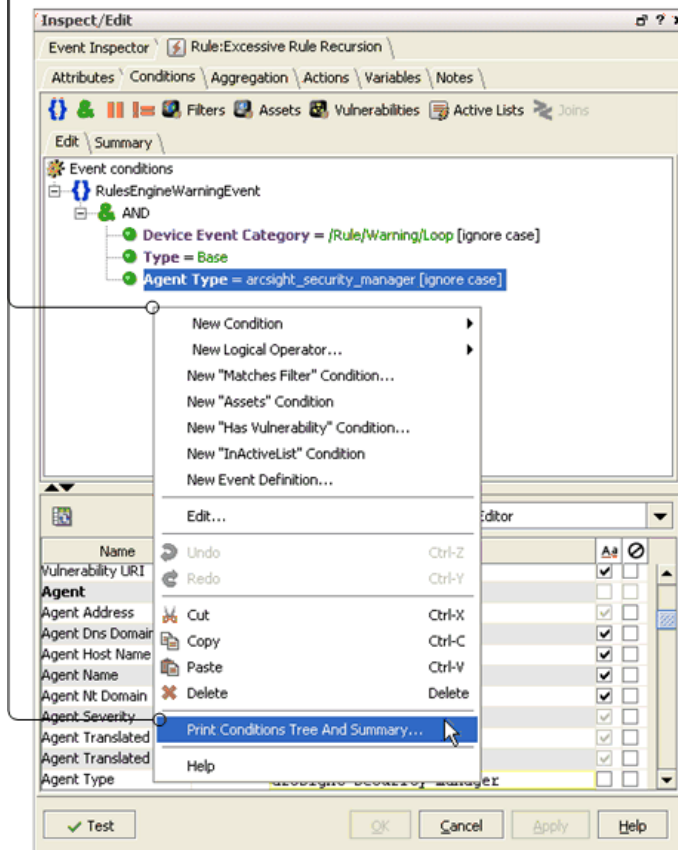 Inspect/Edit
Event Inspector Rule:Excessive Rule Recursion
Attributes Conditions Aggregation Actions Variables Notes
Filters Assets Vulnerabilities Active Lists Joins
Edit Summary
Event conditions
RulesEngineWarningEvent
AND
Device Event Category = /Rule/Warning/Loop [ignore case]
Type = Base
Agent Type = arcsight_security_manager [ignore case]
New Condition
New Logical Operator...
New "Matches Filter" Condition...
New "Assets" Condition
New "Has Vulnerability" Condition...
New "InActiveList" Condition
New Event Definition...
Edit...
Undo Ctrl-Z
Redo Ctrl-Y
Cut Ctrl-X
Copy Ctrl-C
Paste Ctrl-V
Delete Delete
Print Conditions Tree And Summary...
Help
Editor
Name Aa
Vulnerability URI
Agent
Agent Address
Agent Dns Domain
Agent Host Name
Agent Name
Agent Nt Domain
Agent Severity
Agent Translated
Agent Translated
Agent Type
Test OK Cancel Apply Help